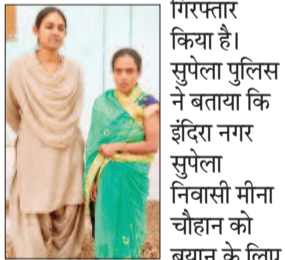 गिरफ्तार
किया है।
सुपेला पुलिस
ने बताया कि
इंदिरा नगर
सुपेला
निवासी मीना
चौहान को
बयान के लिए